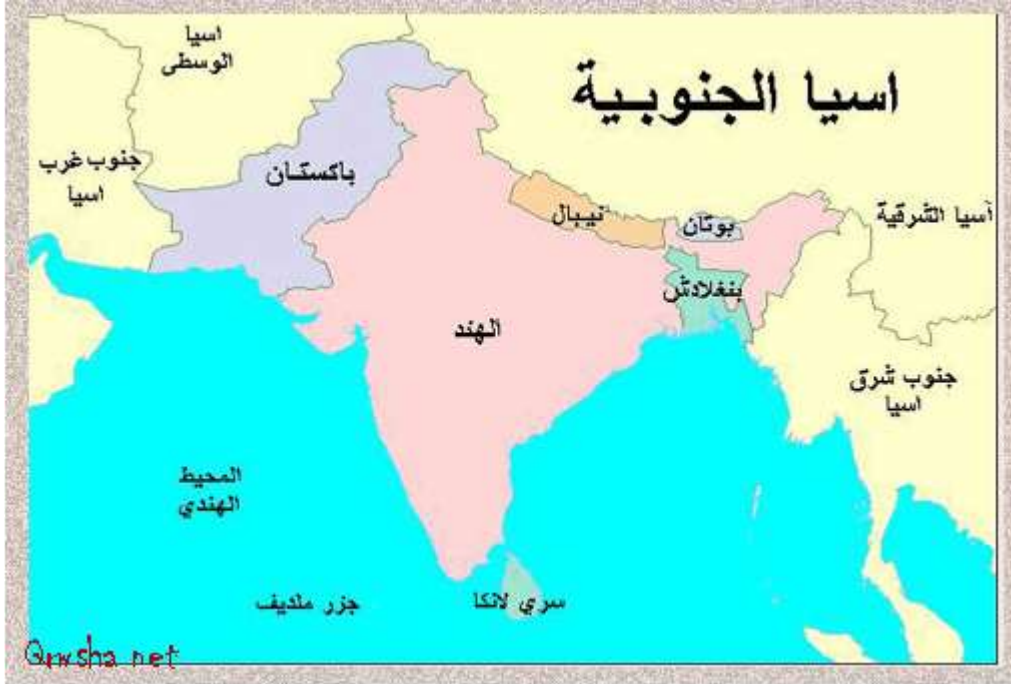 اسيا
الوسطى
اسيا الجنوبية
جنوب غرب
اسيا
باكستان
نيبال
بوتان
أسيا الشرقية
بنغلادش
الهند
جنوب شرق
اسيا
المحيط
الهندي
جزر ملديف
سري لانكا
Qrwsha net